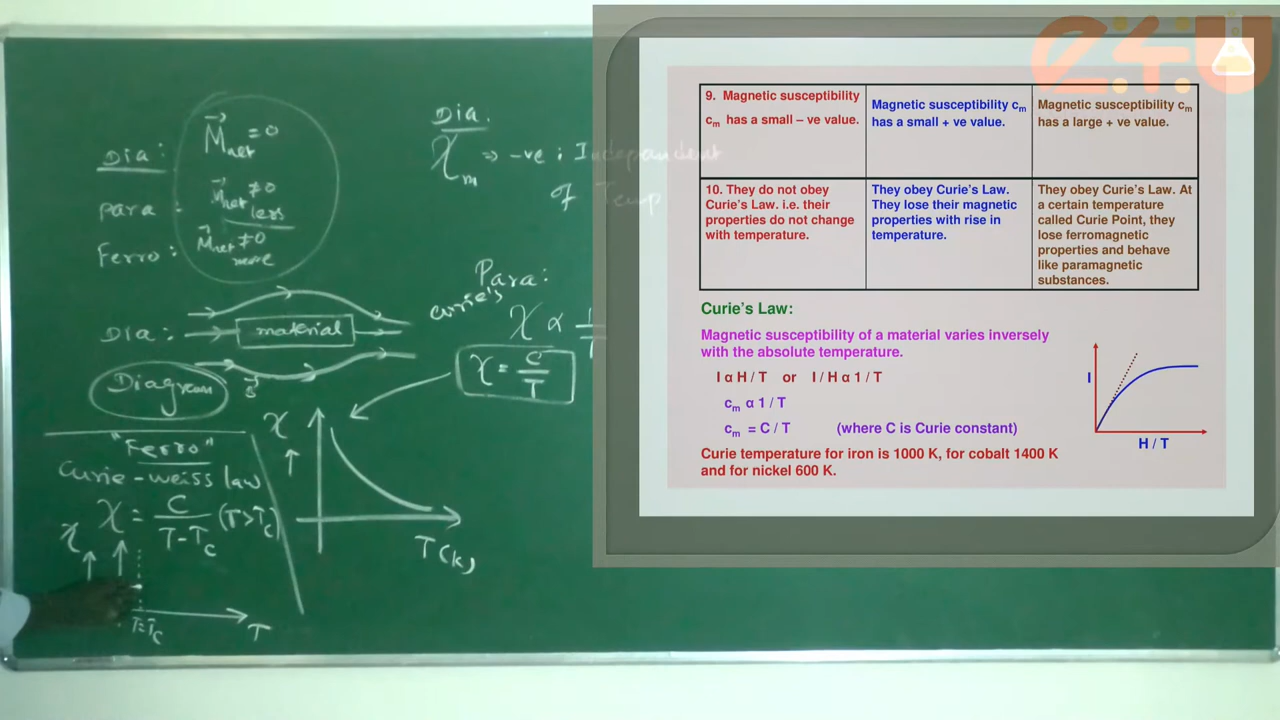 Dia:
M net = 0
para :
M net ≠ 0
less
Ferro :
M net ≠ 0
more
Dia:
material
Diagram
"Ferro"
Curie-weiss law
χ = C / T - Tc (T > Tc)
χ
T = Tc
T
Dia.
χm ⇒ -ve : Independent
of Temp
Para:
Curie's
χ ∝ 1
χ = C / T
χ
T(K)
e4U
9. Magnetic susceptibility
cm has a small – ve value.
Magnetic susceptibility cm
has a small + ve value.
Magnetic susceptibility cm
has a large + ve value.
10. They do not obey
Curie's Law. i.e. their
properties do not change
with temperature.
They obey Curie's Law.
They lose their magnetic
properties with rise in
temperature.
They obey Curie's Law. At
a certain temperature
called Curie Point, they
lose ferromagnetic
properties and behave
like paramagnetic
substances.
Curie's Law:
Magnetic susceptibility of a material varies inversely
with the absolute temperature.
I α H / T or I / H α 1 / T
cm α 1 / T
cm = C / T (where C is Curie constant)
I
H / T
Curie temperature for iron is 1000 K, for cobalt 1400 K
and for nickel 600 K.